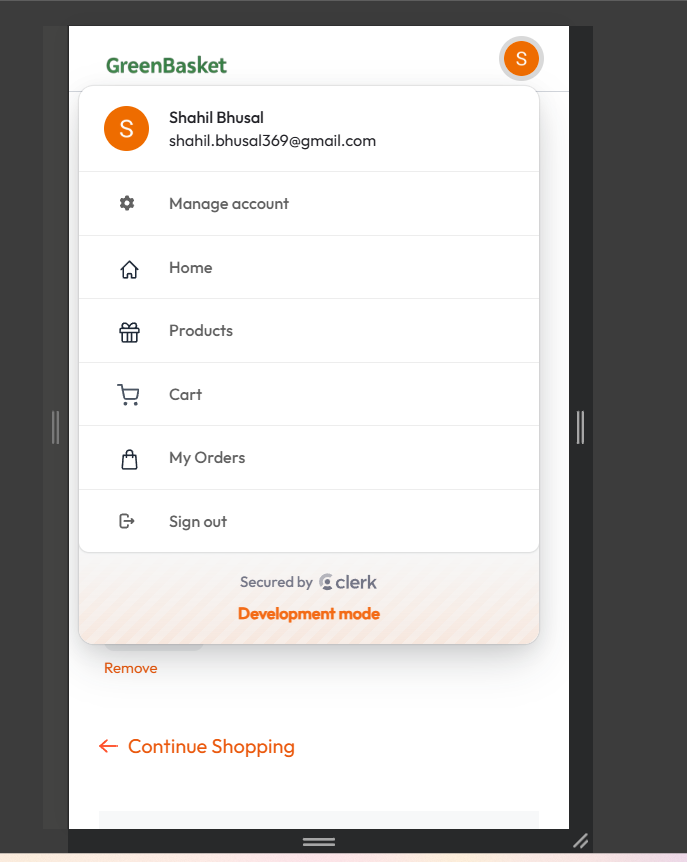 GreenBasket
S
S
Shahil Bhusal
shahil.bhusal369@gmail.com
Manage account
Home
Products
Cart
My Orders
Sign out
Secured by clerk
Development mode
Remove
Continue Shopping